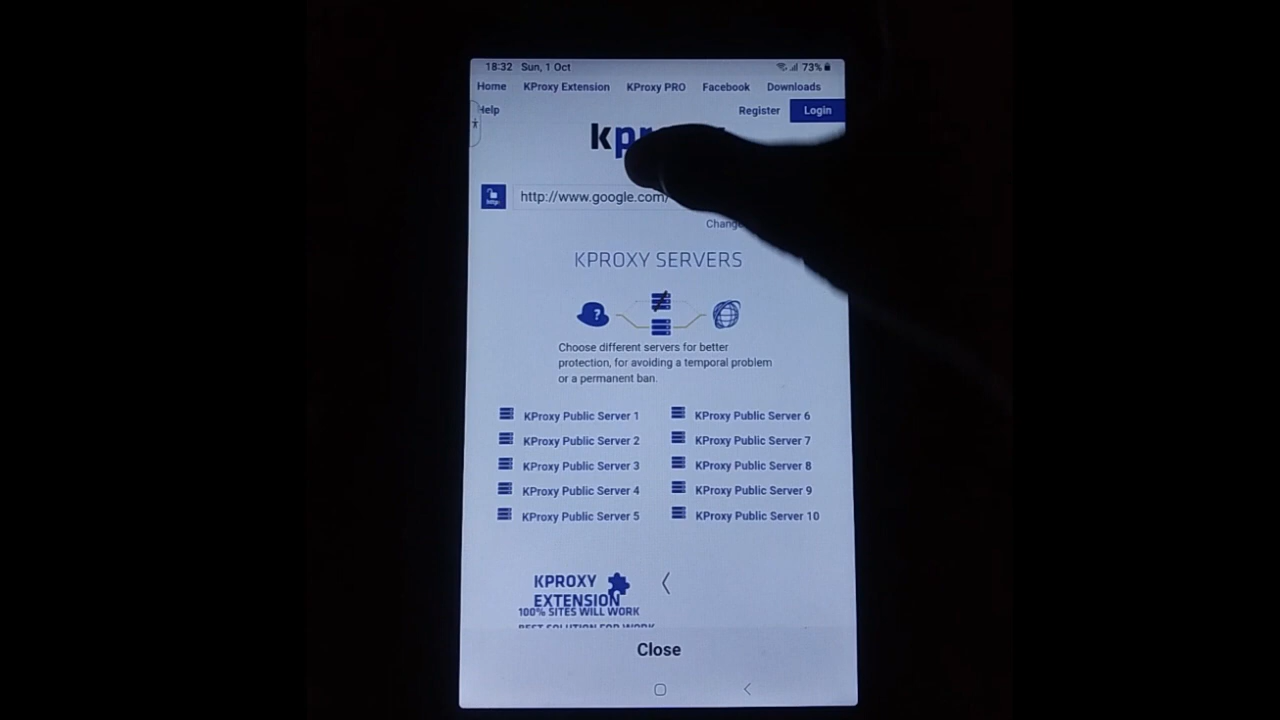 18:32 Sun, 1 Oct 73%
Home KProxy Extension KProxy PRO Facebook Downloads
Help Register Login
http://www.google.com/
Change
KPROXY SERVERS
?
Choose different servers for better
protection, for avoiding a temporal problem
or a permanent ban.
KProxy Public Server 1 KProxy Public Server 6
KProxy Public Server 2 KProxy Public Server 7
KProxy Public Server 3 KProxy Public Server 8
KProxy Public Server 4 KProxy Public Server 9
KProxy Public Server 5 KProxy Public Server 10
KPROXY
EXTENSION
100% SITES WILL WORK
BEST SOLUTION FOR WORK
Close